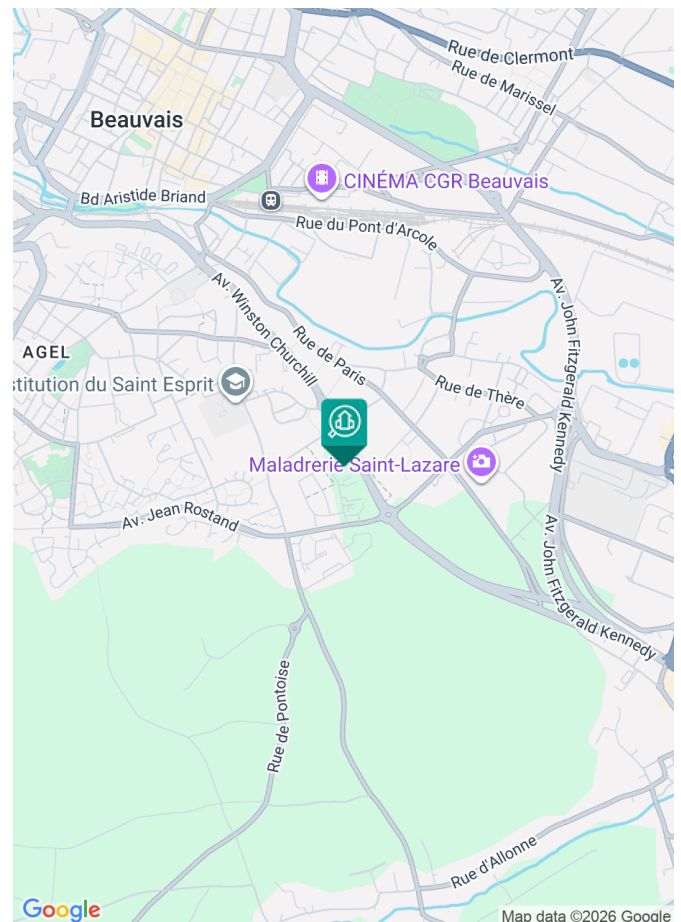 Rue de Clermont
Rue de Marissel
Beauvais
CINÉMA CGR Beauvais
Bd Aristide Briand
Rue du Pont d'Arcole
Av. Winston Churchill
Av. John Fitzgerald Kennedy
AGEL
Rue de Paris
stitution du Saint Esprit
Rue de Thère
Maladrerie Saint-Lazare
Av. Jean Rostand
Av. John Fitzgerald Kennedy
Rue de Pontoise
Rue d'Allonne
Google
Map data ©2026 Google